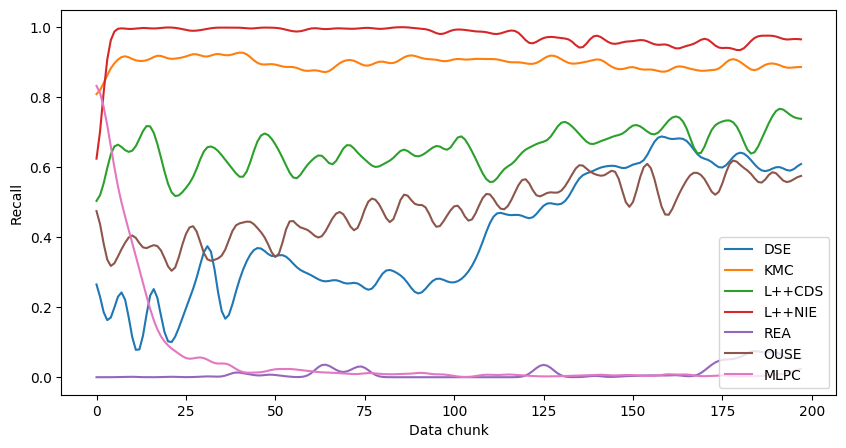 1.0
0.8
0.6
0.4
0.2
0.0
Recall
0
25
50
75
100
125
150
175
200
Data chunk
DSE
KMC
L++CDS
L++NIE
REA
OUSE
MLPC